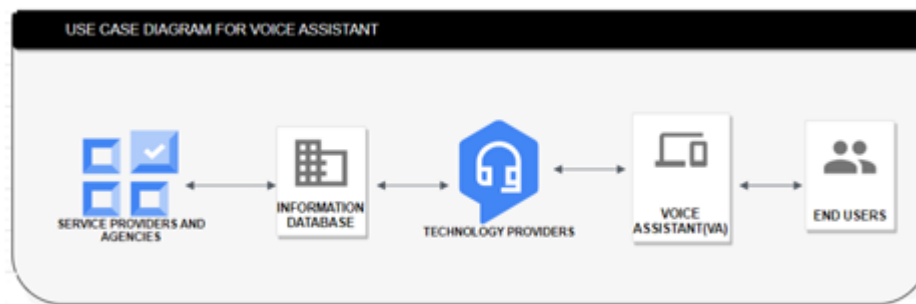 USE CASE DIAGRAM FOR VOICE ASSISTANT
SERVICE PROVIDERS AND
AGENCIES
INFORMATION
DATABASE
TECHNOLOGY PROVIDERS
VOICE
ASSISTANT(VA)
END USERS